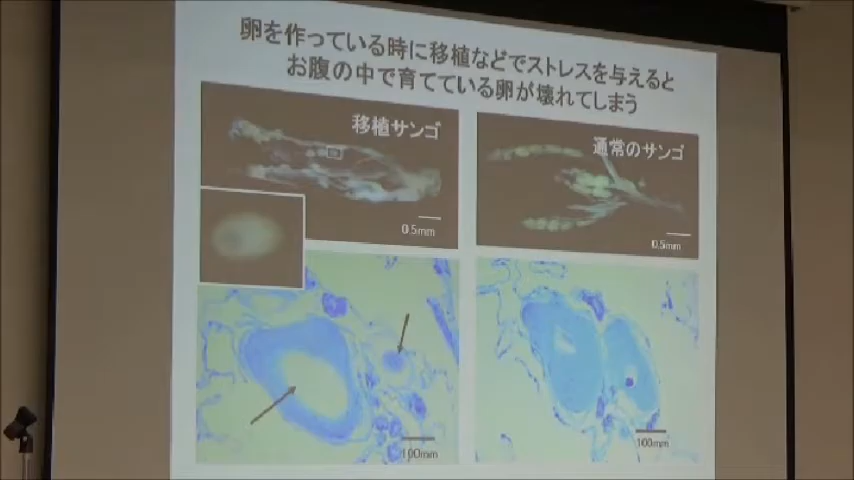 卵を作っている時に移植などでストレスを与えると
お腹の中で育てている卵が壊れてしまう
移植サンゴ
通常のサンゴ
0.5mm
0.5mm
100mm
100mm